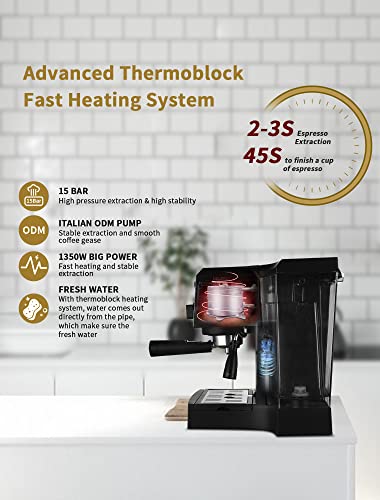 Advanced Thermoblock
Fast Heating System
2-3S Espresso
Extraction
45S to finish a cup
of espresso
15Bar
15 BAR
High pressure extraction & high stability
ODM
ITALIAN ODM PUMP
Stable extraction and smooth
coffee gease
1350W BIG POWER
Fast heating and stable
extraction
FRESH WATER
With thermoblock heating
system, water comes out
directly from the pipe,
which make sure the
fresh water